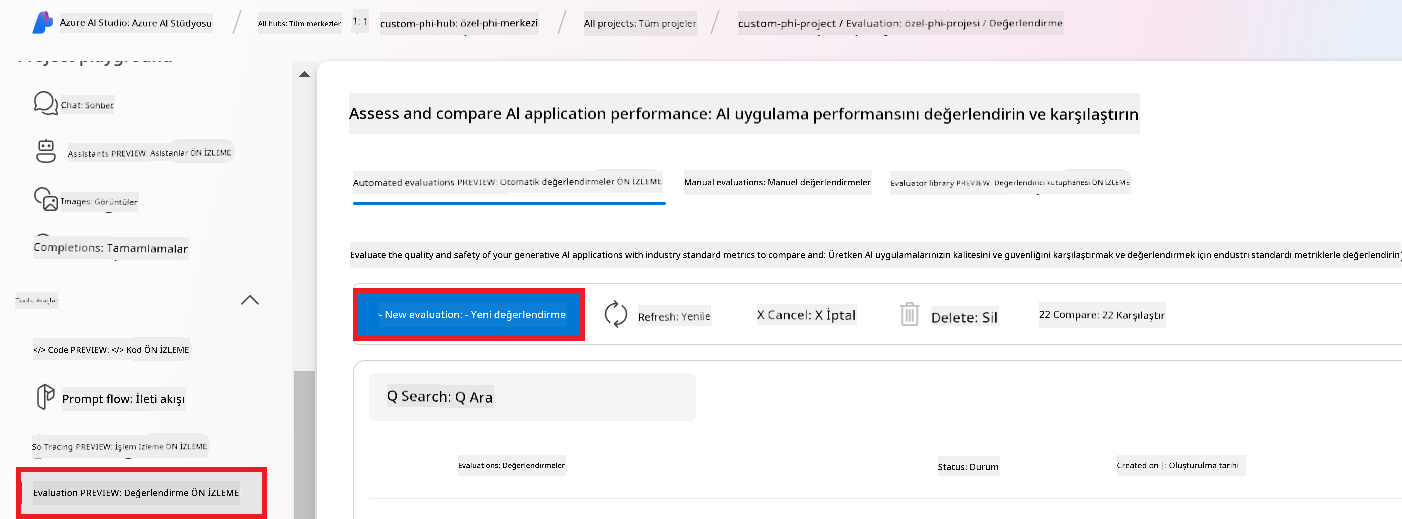 Azure AI Studio: Azure AI Stüdyosu / All hubs: Tüm merkezler 1: 1 custom-phi-hub: özel-phi-merkezi / All projects: Tüm projeler / custom-phi-project / Evaluation: özel-phi-projesi / Değerlendirme
Project playground
Chat: Sohbet
Assistants PREVIEW: Asistanlar ÖN İZLEME
Images: Görüntüler
Completions: Tamamlamalar
Tools: Araçlar
</> Code PREVIEW: </> Kod ÖN İZLEME
Prompt flow: İleti akışı
So Tracing PREVIEW: İşlem İzleme ÖN İZLEME
Evaluation PREVIEW: Değerlendirme ÖN İZLEME
Assess and compare Al application performance: Al uygulama performansını değerlendirin ve karşılaştırın
Automated evaluations PREVIEW: Otomatik değerlendirmeler ÖN İZLEME
Manual evaluations: Manuel değerlendirmeler
Evaluator library PREVIEW: Değerlendirici kütüphanesi ÖN İZLEME
Evaluate the quality and safety of your generative Al applications with industry standard metrics to compare and: Üretken Al uygulamalarınızın kalitesini ve güvenliğini karşılaştırmak ve değerlendirmek için endüstri standardı metriklerle değerlendirin
- New evaluation: - Yeni değerlendirme
Refresh: Yenile
X Cancel: X İptal
Delete: Sil
22 Compare: 22 Karşılaştır
Q Search: Q Ara
Evaluations: Değerlendirmeler
Status: Durum
Created on |: Oluşturulma tarihi